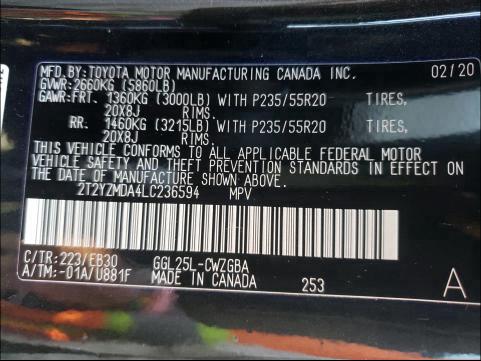 MFD.BY:TOYOTA MOTOR MANUFACTURING CANADA INC. 02/20
GVWR:2660KG (5860LB)
GAWR:FRT. 1360KG (3000LB) WITH P235/55R20 TIRES,
20X8J RIMS.
RR. 1460KG (3215LB) WITH P235/55R20 TIRES,
20X8J RIMS.
THIS VEHICLE CONFORMS TO ALL APPLICABLE FEDERAL MOTOR
VEHICLE SAFETY AND THEFT PREVENTION STANDARDS IN EFFECT ON
THE DATE OF MANUFACTURE SHOWN ABOVE.
2T2YZMDA4LC236594 MPV
C/TR:223/EB30 GGL25L-CWZGBA
A/TM:-01A/U881F MADE IN CANADA 253 A